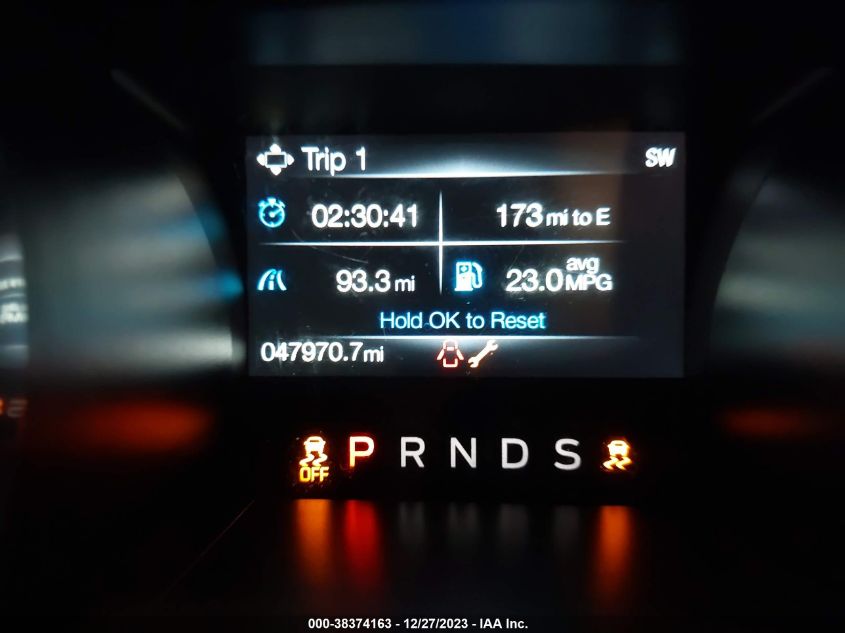 Trip 1 SW
02:30:41 173 mi to E
93.3 mi 23.0 avg MPG
Hold OK to Reset
047970.7 mi
P R N D S
OFF
000-38374163 - 12/27/2023 - IAA Inc.